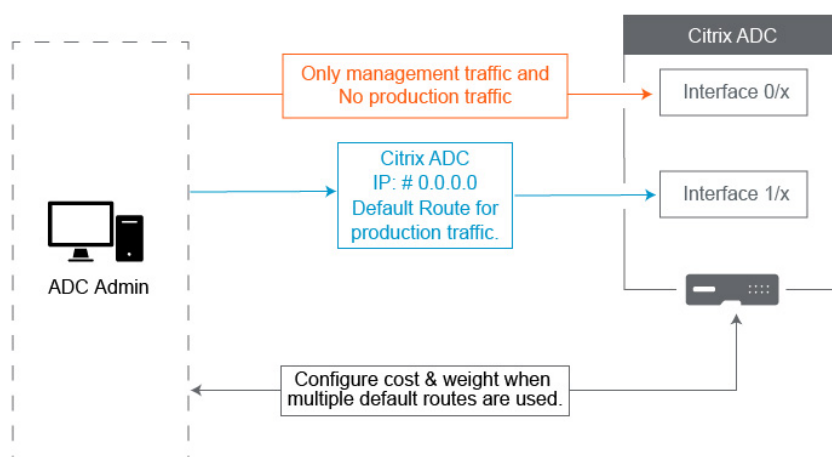 Citrix ADC
Only management traffic and
No production traffic
Interface 0/x
Citrix ADC
IP: # 0.0.0.0
Default Route for
production traffic.
Interface 1/x
ADC Admin
Configure cost & weight when
multiple default routes are used.